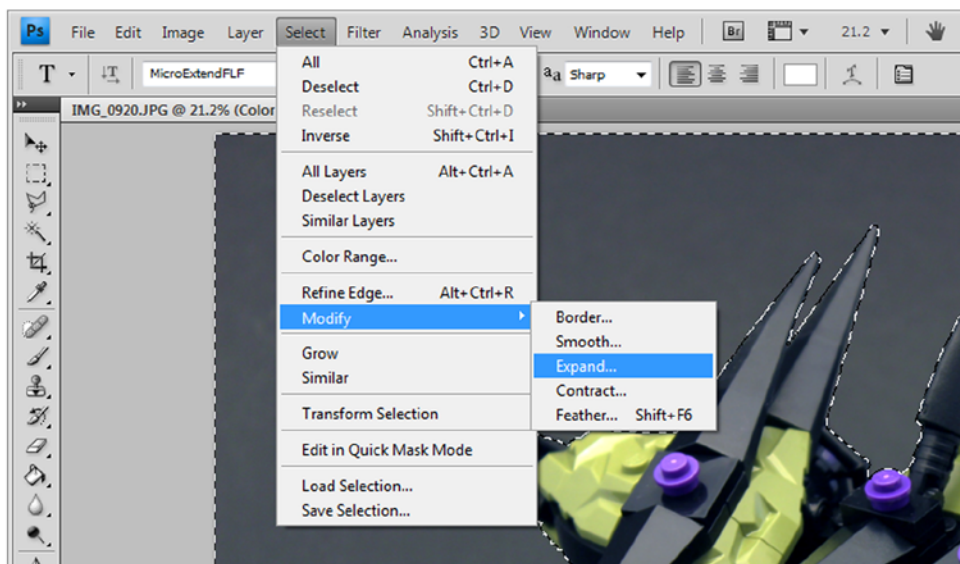 Ps File Edit Image Layer Select Filter Analysis 3D View Window Help Br 21.2
T T MicroExtendFLF aa Sharp
IMG_0920.JPG @ 21.2% (Color
All Ctrl+A
Deselect Ctrl+D
Reselect Shift+Ctrl+D
Inverse Shift+Ctrl+I
All Layers Alt+Ctrl+A
Deselect Layers
Similar Layers
Color Range...
Refine Edge... Alt+Ctrl+R
Modify
Border...
Smooth...
Expand...
Contract...
Feather... Shift+F6
Grow
Similar
Transform Selection
Edit in Quick Mask Mode
Load Selection...
Save Selection...